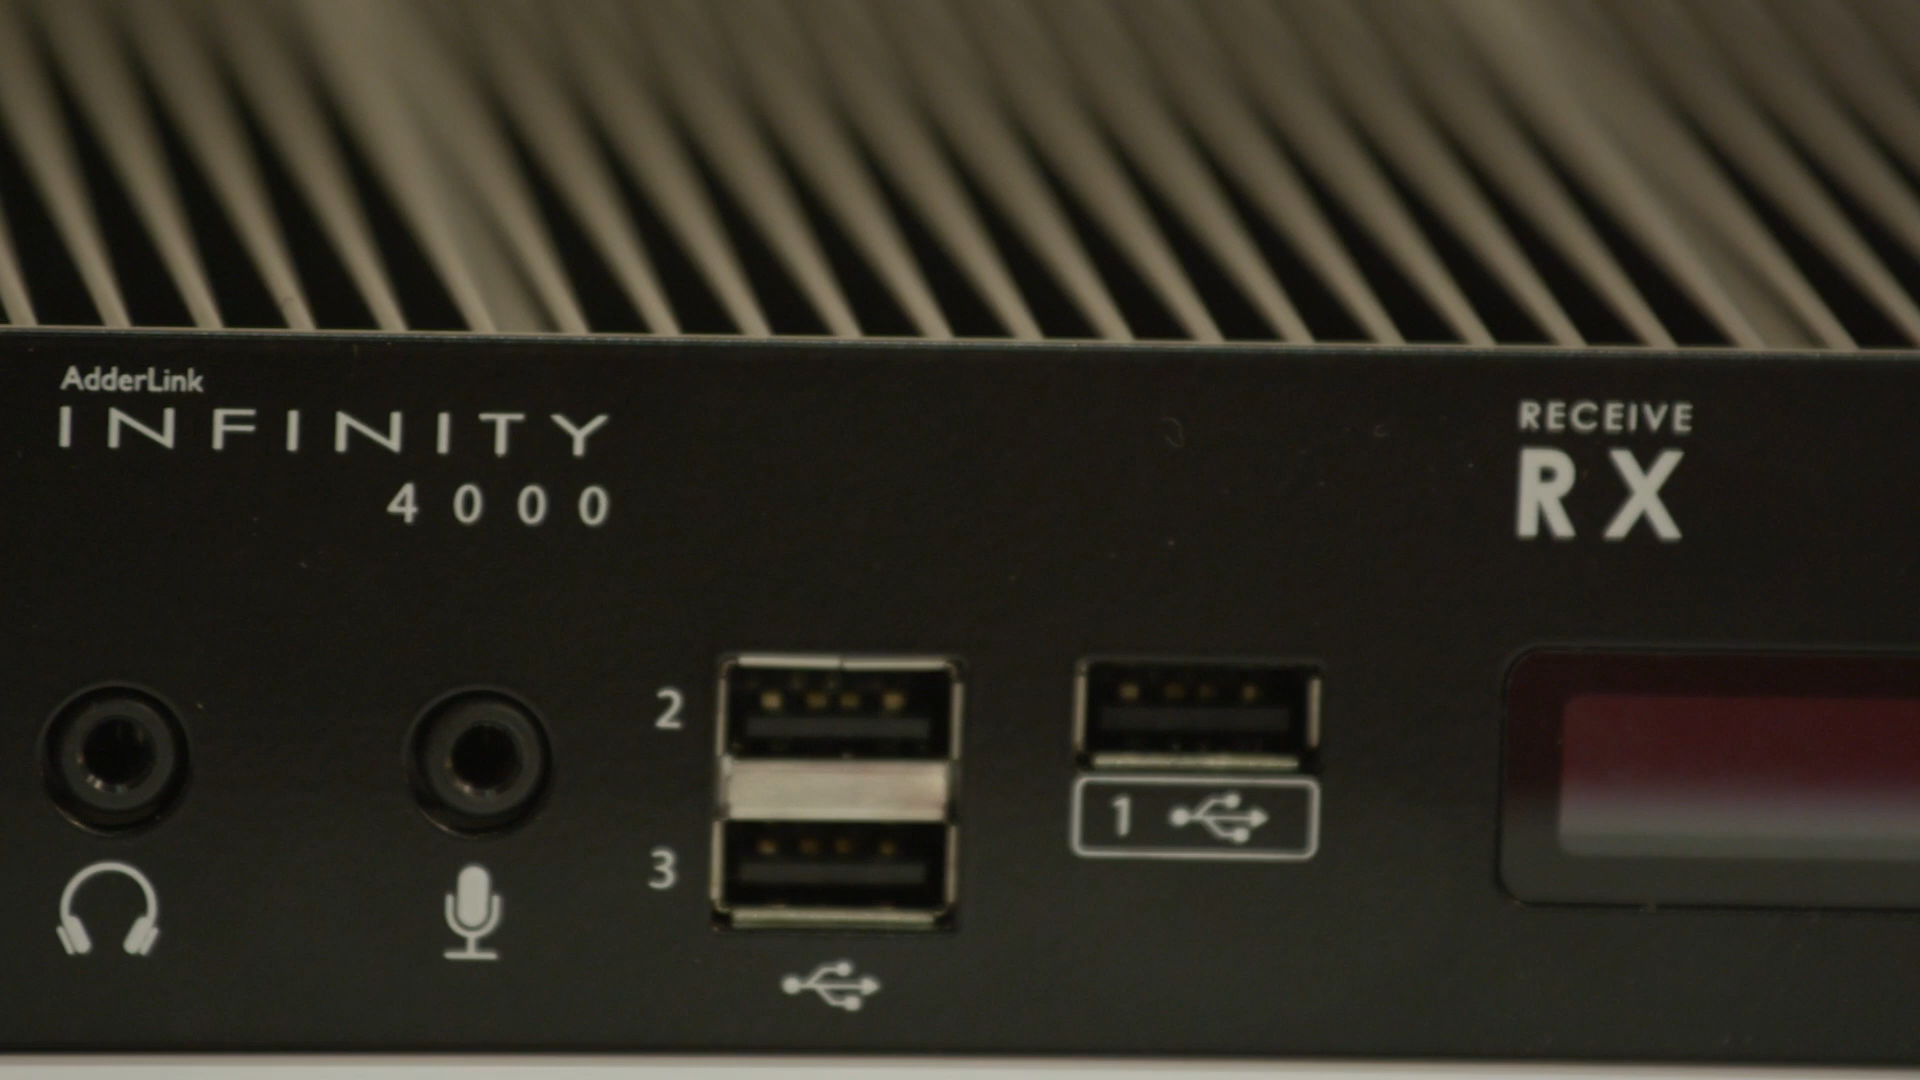 AdderLink
INFINITY
4000
RECEIVE
RX
2
3
1